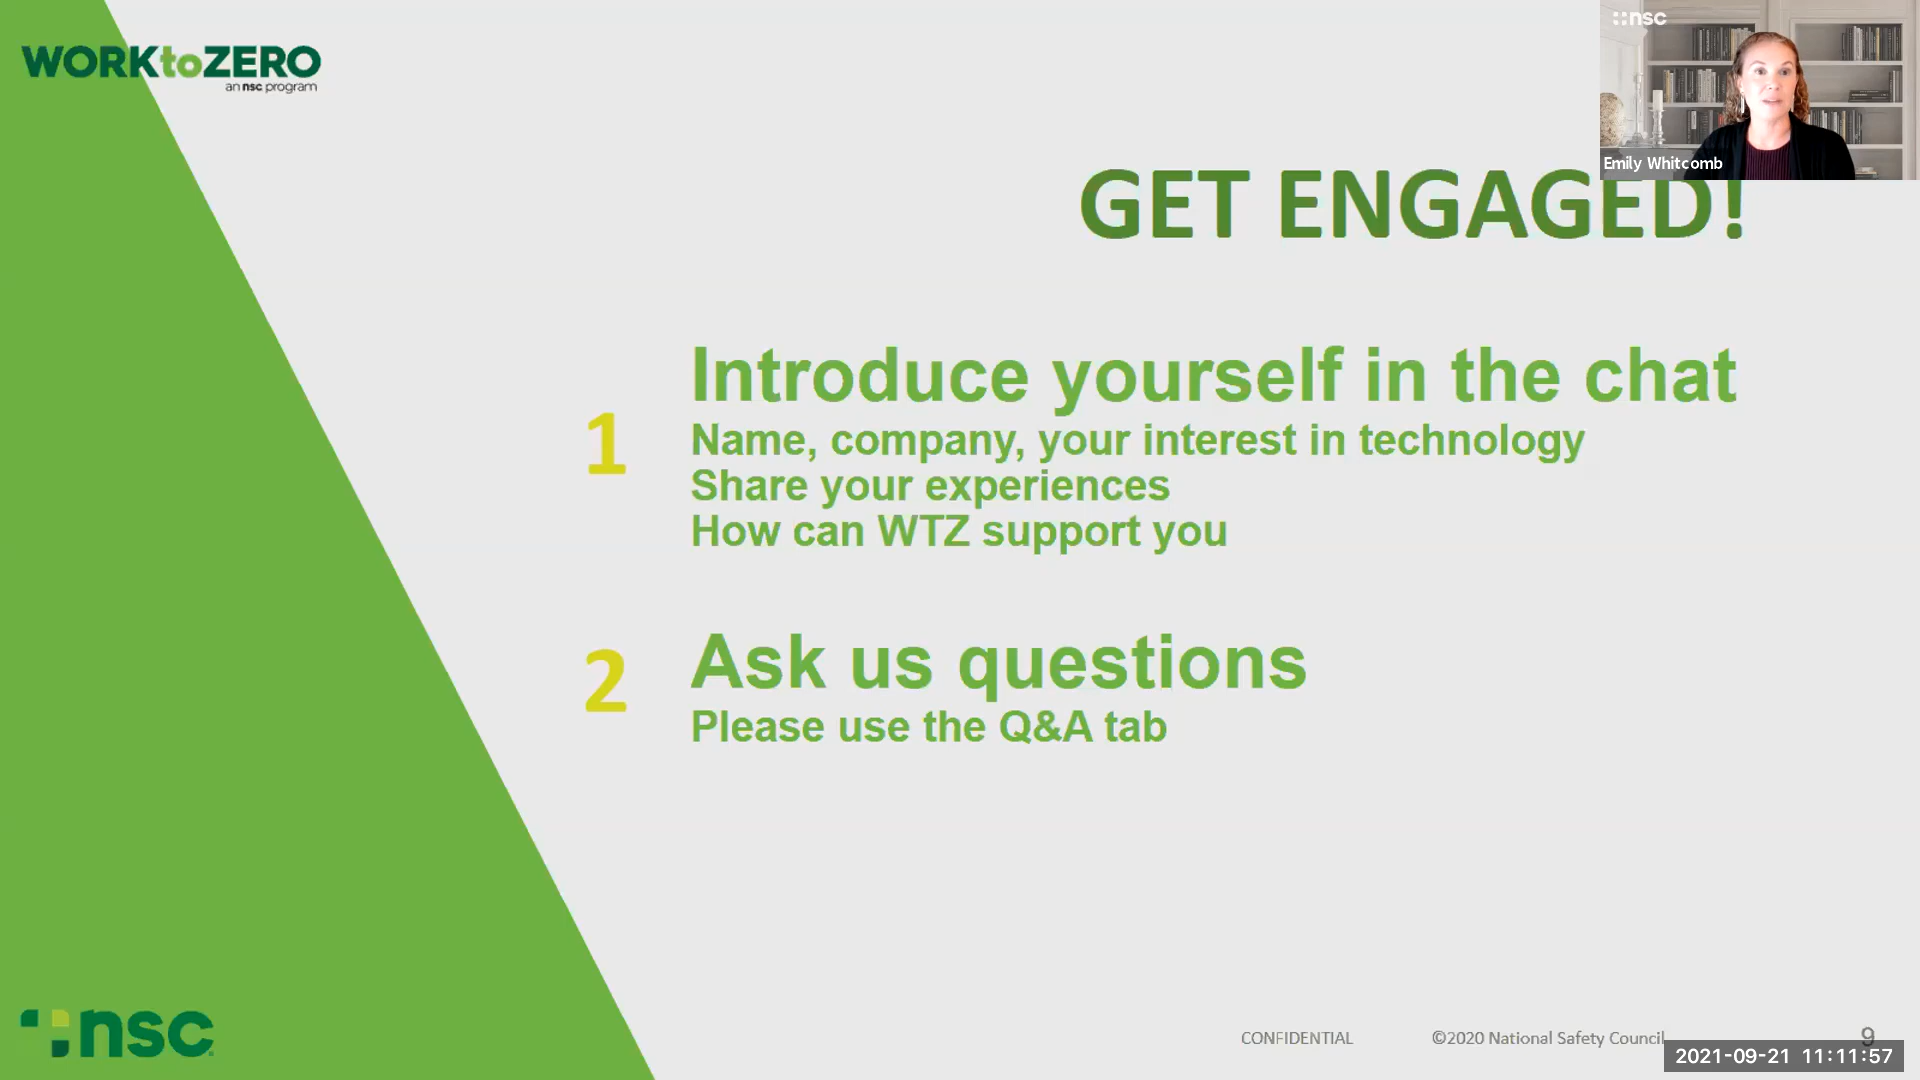 WORKtoZERO
an nsc program
nsc
Emily Whitcomb
GET ENGAGED!
1
Introduce yourself in the chat
Name, company, your interest in technology
Share your experiences
How can WTZ support you
2
Ask us questions
Please use the Q&A tab
nsc
CONFIDENTIAL
©2020 National Safety Council
9
2021-09-21 11:11:57